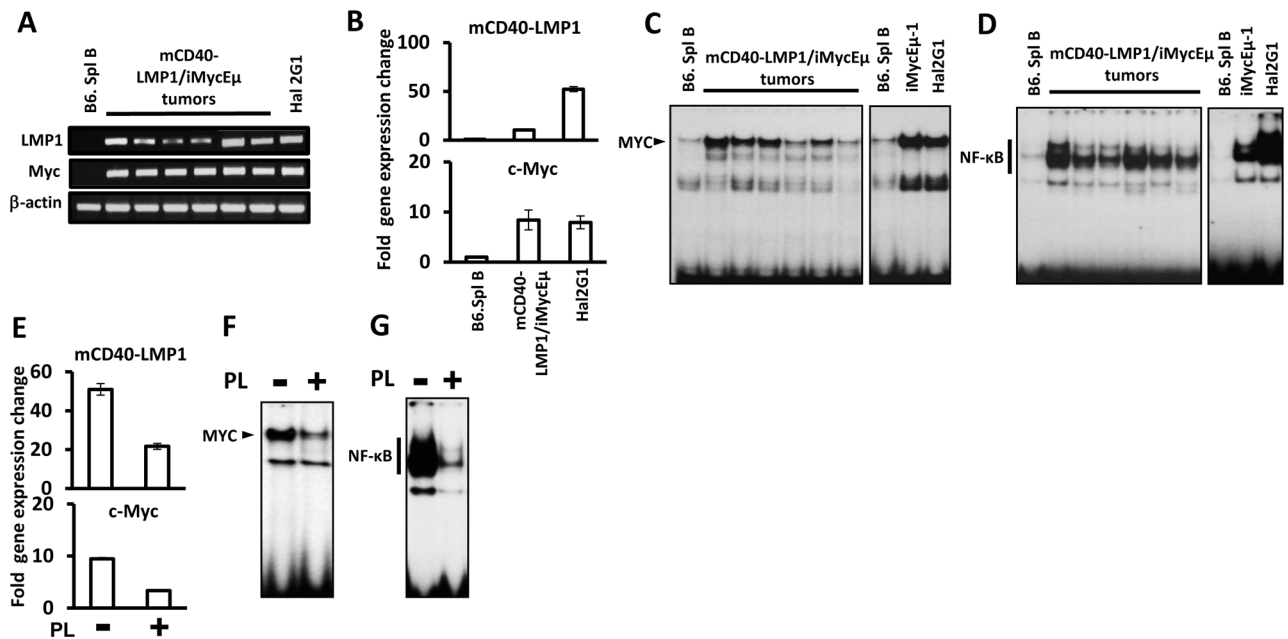 A
B6. Spl B
mCD40-
LMP1/iMycEµ
tumors
Hal 2G1
LMP1
Myc
β-actin
B
mCD40-LMP1
Fold gene expression change
100
50
0
c-Myc
20
10
0
B6.Spl B
mCD40-
LMP1/iMycEµ
Hal2G1
C
B6. Spl B
mCD40-LMP1/iMycEµ
tumors
B6. Spl B
iMycEµ-1
Hal2G1
MYC
D
B6. Spl B
mCD40-LMP1/iMycEµ
tumors
B6. Spl B
iMycEµ-1
Hal2G1
NF-κB
E
mCD40-LMP1
Fold gene expression change
60
40
20
0
c-Myc
20
10
0
PL - +
F
PL - +
MYC
G
PL - +
NF-κB